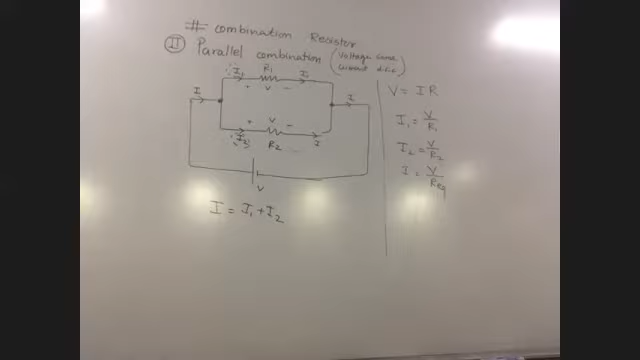 # combination Resistor
II Parallel combination (Voltage Same current diff)
I₁ R₁ I₁
+ V −
I I
+ V −
I₂ R₂ I
V
I = I₁ + I₂
V = I R
I₁ = V/R₁
I₂ = V/R₂
I = V/Req